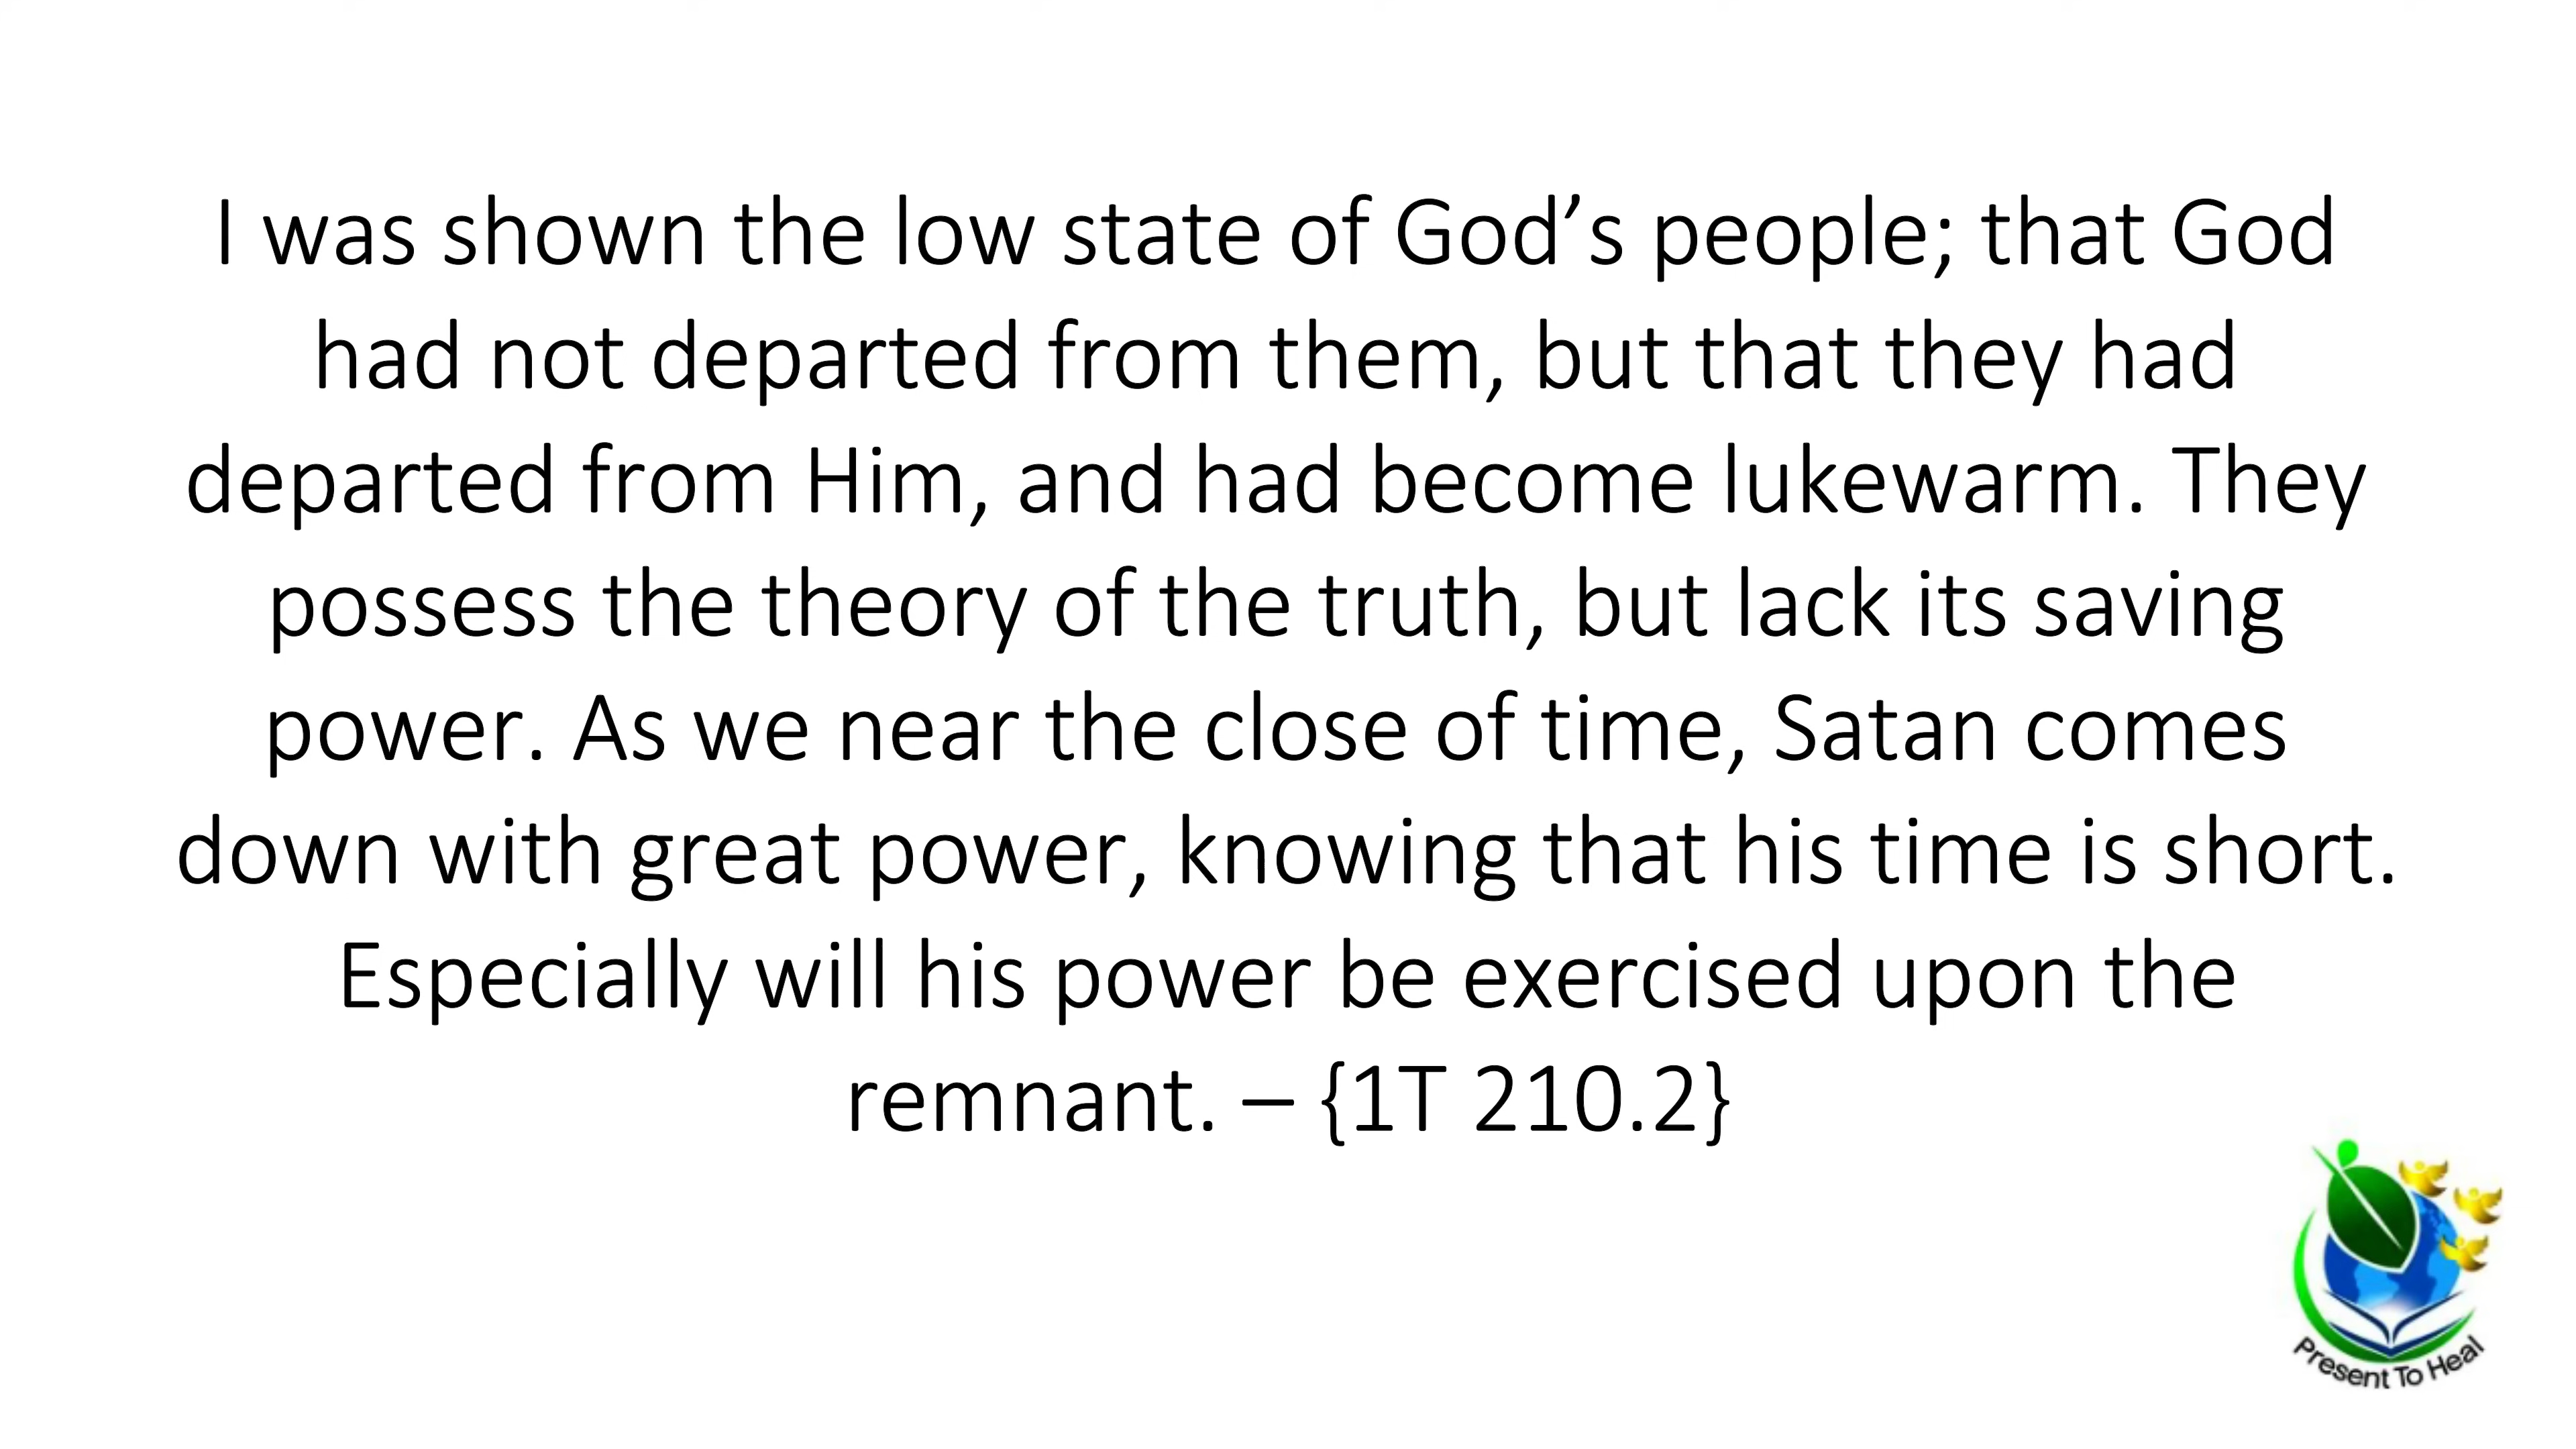 I was shown the low state of God’s people; that God
had not departed from them, but that they had
departed from Him, and had become lukewarm. They
possess the theory of the truth, but lack its saving
power. As we near the close of time, Satan comes
down with great power, knowing that his time is short.
Especially will his power be exercised upon the
remnant. – {1T 210.2}
Present To Heal